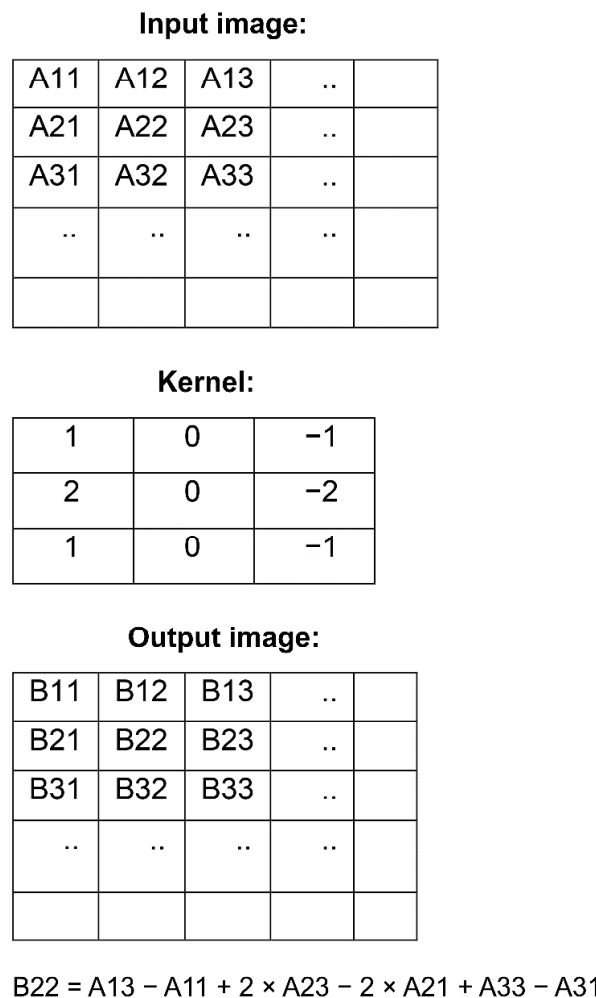 Input image:
A11 A12 A13 ..
A21 A22 A23 ..
A31 A32 A33 ..
.. .. .. ..
Kernel:
1 0 −1
2 0 −2
1 0 −1
Output image:
B11 B12 B13 ..
B21 B22 B23 ..
B31 B32 B33 ..
.. .. .. ..
B22 = A13 − A11 + 2 × A23 − 2 × A21 + A33 − A31